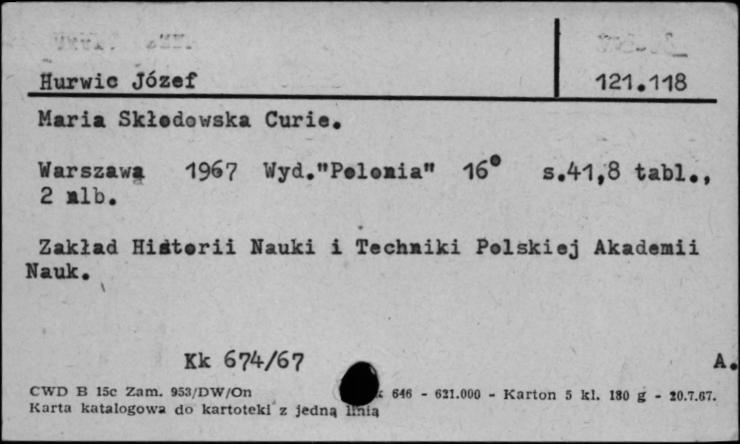 Hurwic Józef
121.118
Maria Skłodowska Curie.
Warszawa 1967 Wyd."Polonia" 16° s.41,8 tabl.,
2 nlb.
Zakład Historii Nauki i Techniki Polskiej Akademii
Nauk.
Kk 674/67
A.
CWD B 15c Zam. 953/DW/On 646 - 621.000 - Karton 5 kl. 180 g - 20.7.67.
Karta katalogowa do kartoteki z jedną linią